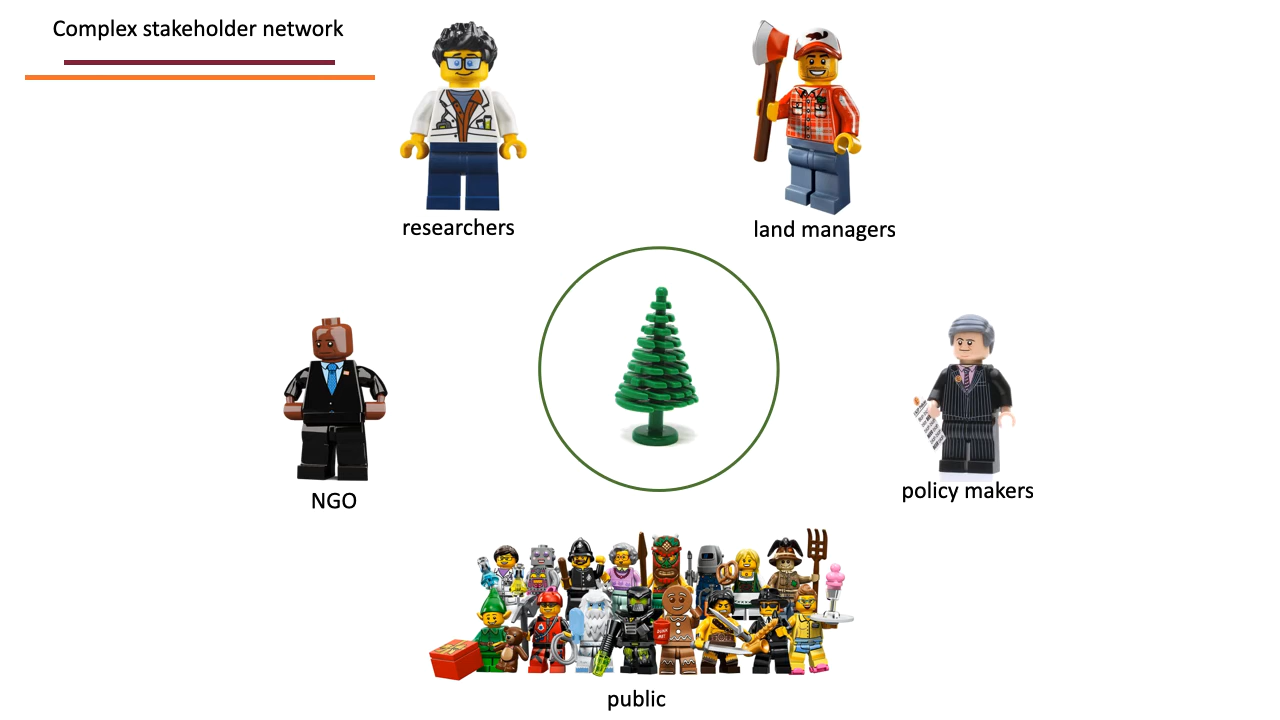 Complex stakeholder network
researchers
land managers
NGO
policy makers
public